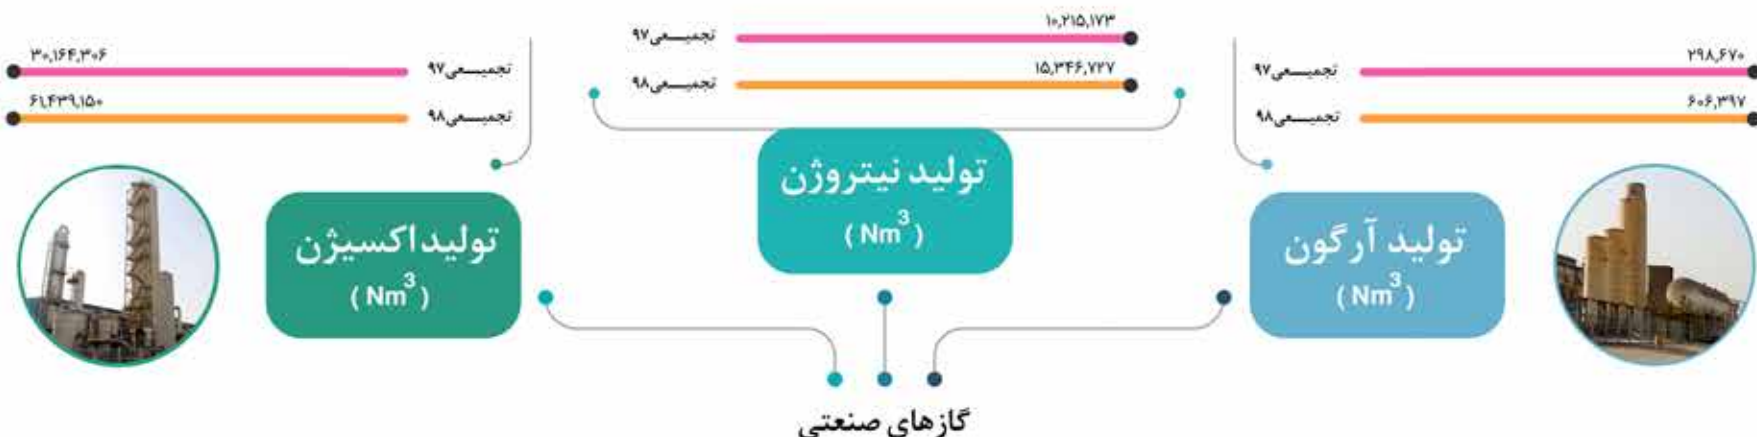 ۲۹۸,۶۷۰
تجمیعی۹۷
۶۰۶,۳۹۷
تجمیعی۹۸
تولید آرگون
( Nm³ )
۱۰,۲۱۵,۱۷۳
تجمیعی۹۷
۱۵,۳۴۶,۷۲۷
تجمیعی۹۸
تولید نیتروژن
( Nm³ )
تجمیعی۹۷
۳۰,۱۶۴,۳۰۶
تجمیعی۹۸
۶۱,۴۳۹,۱۵۰
تولید اکسیژن
( Nm³ )
گازهای صنعتی